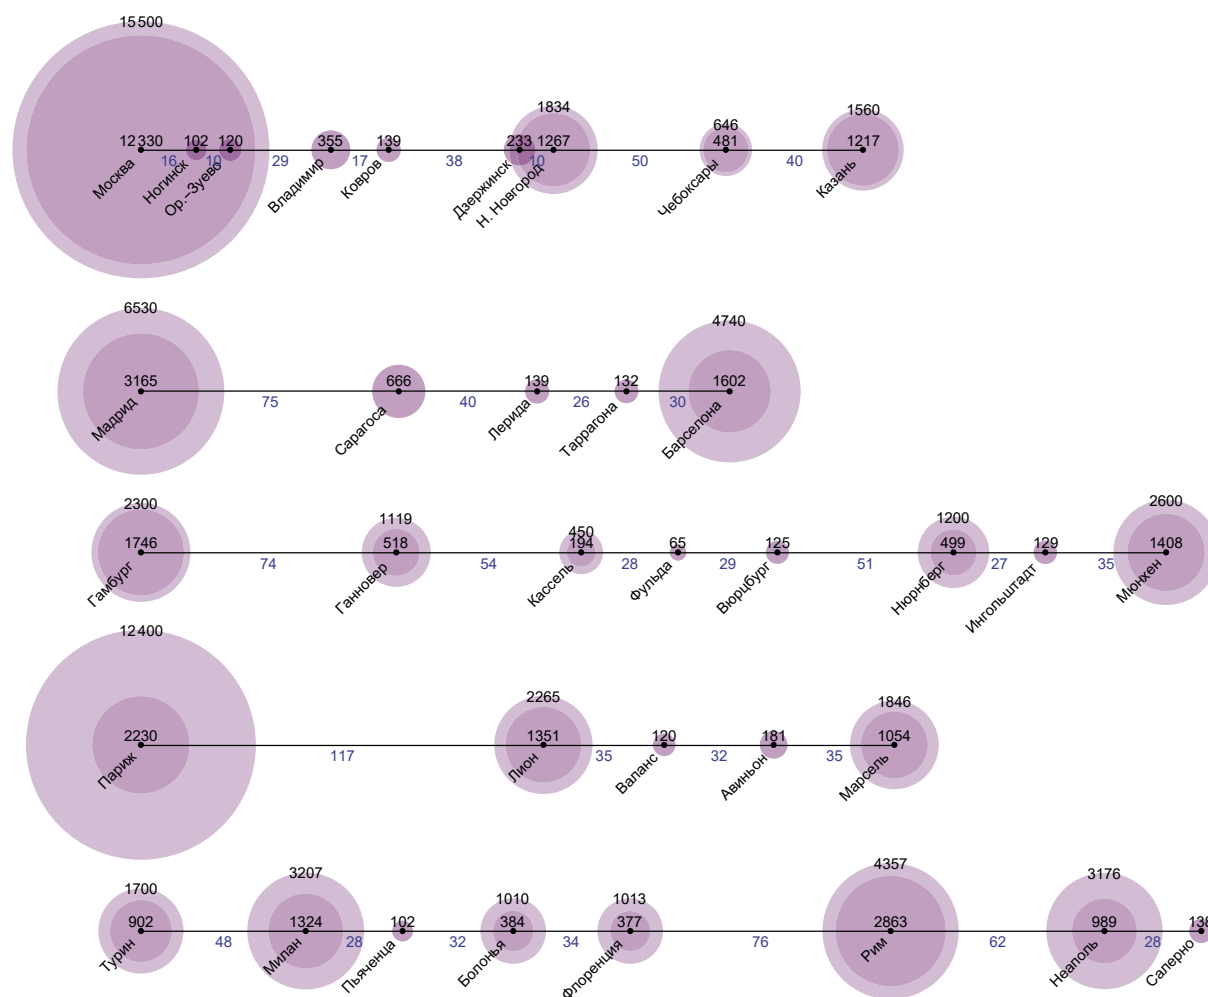 15 500
1834
1560
646
12 330 102 120 355 139 233 1267 481 1217
16 10 29 17 38 10 50 40
Москва Ногинск Ор.–Зуево Владимир Ковров Дзержинск Н. Новгород Чебоксары Казань
6530
4740
3165 666 139 132 1602
75 40 26 30
Мадрид Сарагоса Лерида Таррагона Барселона
2300 1119 450 1200 2600
1746 518 194 65 125 499 129 1408
74 54 28 29 51 27 35
Гамбург Ганновер Кассель Фульда Вюрцбург Нюрнберг Ингольштадт Мюнхен
12 400
2265 1846
2230 1351 120 181 1054
117 35 32 35
Париж Лион Валанс Авиньон Марсель
1700 3207 1010 1013 4357 3176
902 1324 102 384 377 2863 989 138
48 28 32 34 76 62 28
Турин Милан Пьяченца Болонья Флоренция Рим Неаполь Салерно